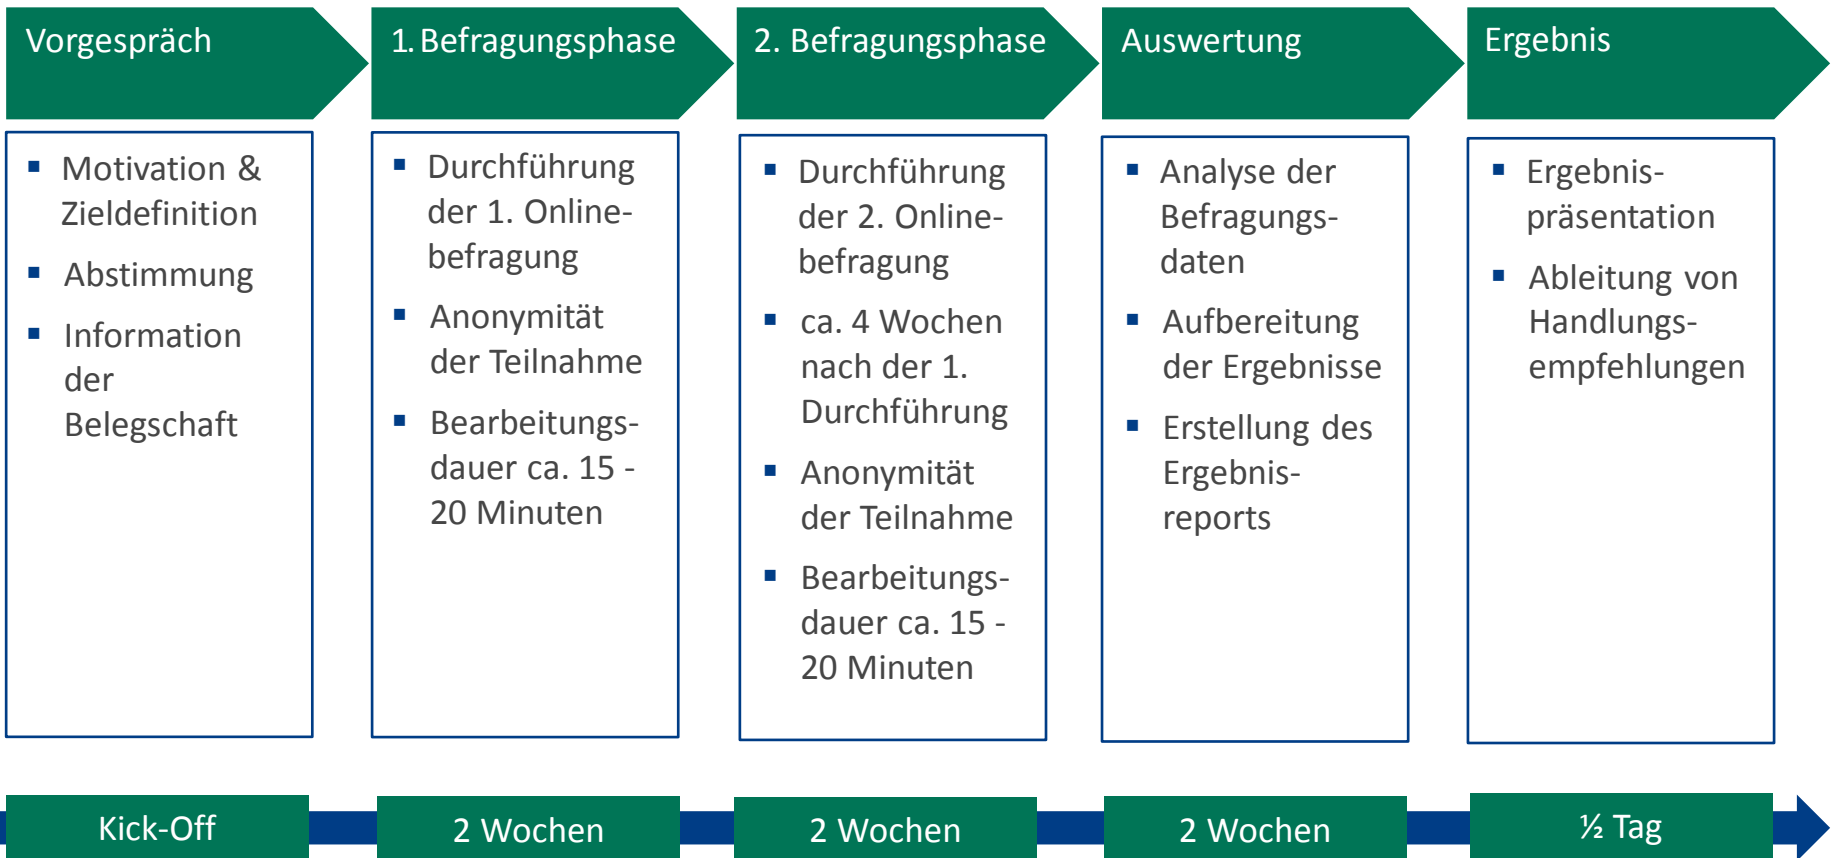 Vorgespräch
1. Befragungsphase
2. Befragungsphase
Auswertung
Ergebnis
▪ Motivation &
Zieldefinition
▪ Abstimmung
▪ Information
der
Belegschaft
▪ Durchführung
der 1. Online-
befragung
▪ Anonymität
der Teilnahme
▪ Bearbeitungs-
dauer ca. 15 -
20 Minuten
▪ Durchführung
der 2. Online-
befragung
▪ ca. 4 Wochen
nach der 1.
Durchführung
▪ Anonymität
der Teilnahme
▪ Bearbeitungs-
dauer ca. 15 -
20 Minuten
▪ Analyse der
Befragungs-
daten
▪ Aufbereitung
der Ergebnisse
▪ Erstellung des
Ergebnis-
reports
▪ Ergebnis-
präsentation
▪ Ableitung von
Handlungs-
empfehlungen
Kick-Off
2 Wochen
2 Wochen
2 Wochen
½ Tag